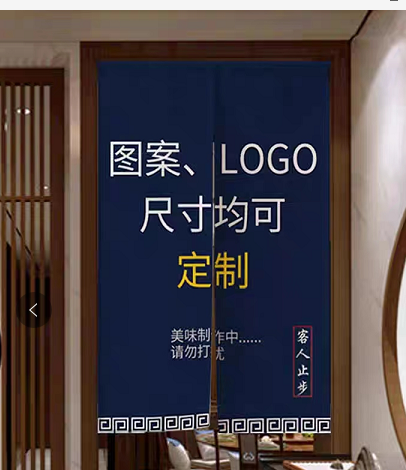 图案、LOGO
尺寸均可
定制
美味制作中......
请勿打扰
客人止步